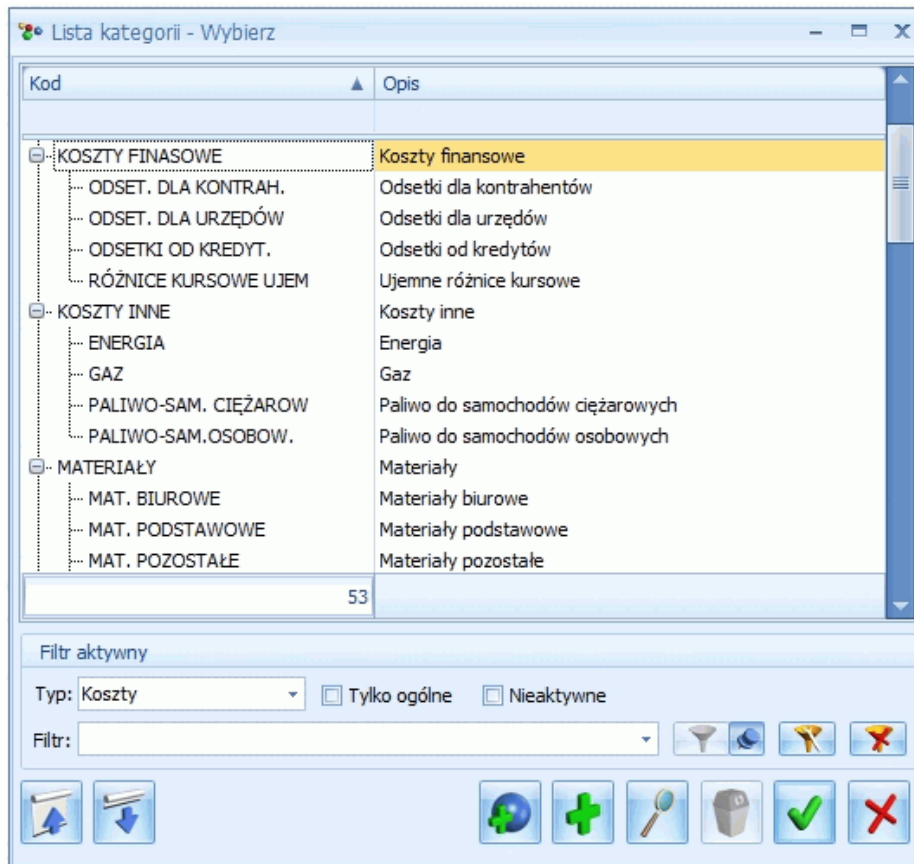 Lista kategorii - Wybierz
Kod Opis
KOSZTY FINASOWE Koszty finansowe
ODSET. DLA KONTRAH. Odsetki dla kontrahentów
ODSET. DLA URZĘDÓW Odsetki dla urzędów
ODSETKI OD KREDYT. Odsetki od kredytów
RÓŻNICE KURSOWE UJEM Ujemne różnice kursowe
KOSZTY INNE Koszty inne
ENERGIA Energia
GAZ Gaz
PALIWO-SAM. CIĘŻAROW Paliwo do samochodów ciężarowych
PALIWO-SAM.OSOBOW. Paliwo do samochodów osobowych
MATERIAŁY Materiały
MAT. BIUROWE Materiały biurowe
MAT. PODSTAWOWE Materiały podstawowe
MAT. POZOSTAŁE Materiały pozostałe
53
Filtr aktywny
Typ: Koszty Tylko ogólne Nieaktywne
Filtr: